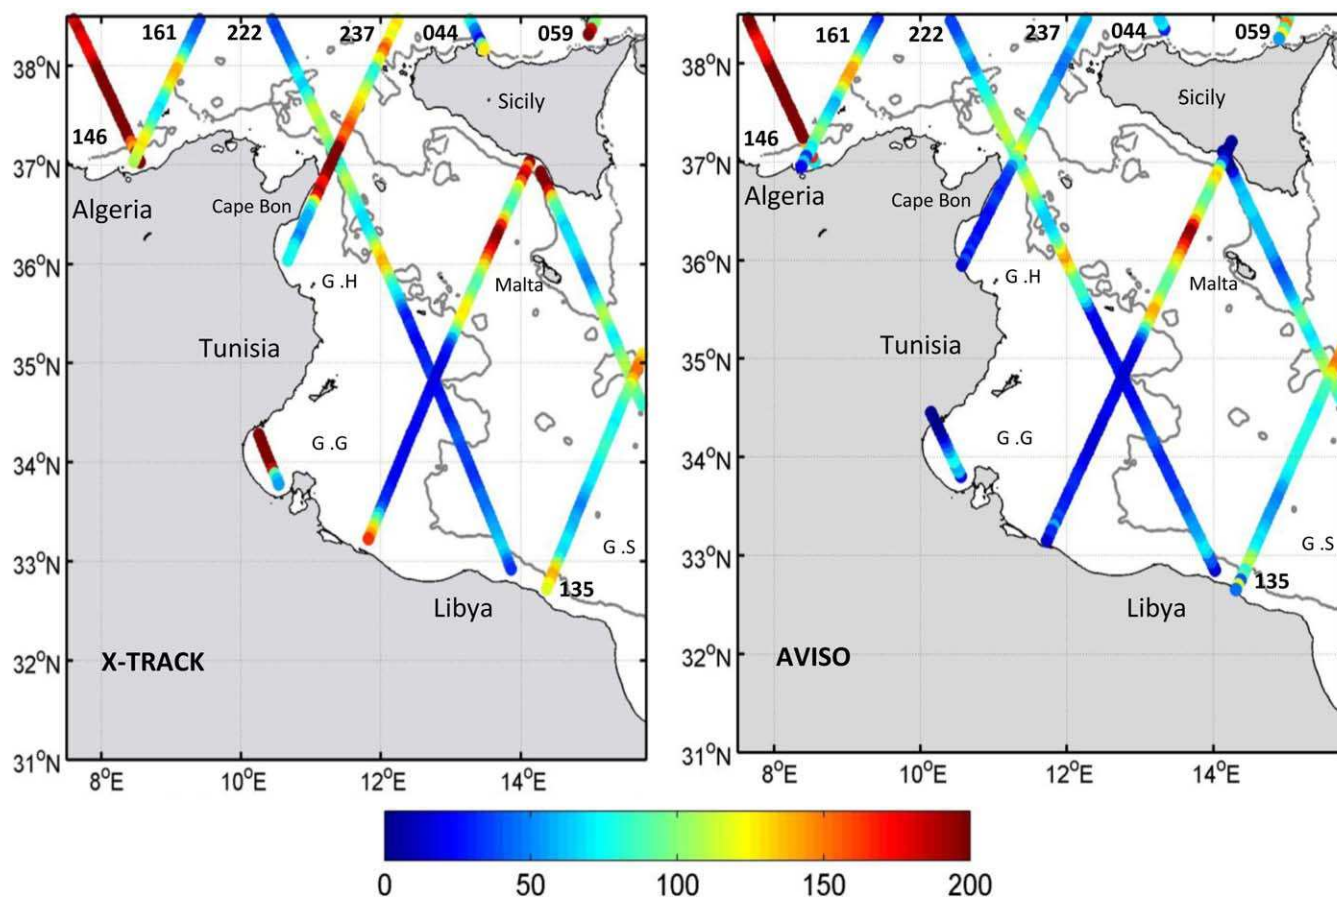 161 222 237 044 059
38°N
Sicily
146
37°N
Algeria
Cape Bon
36°N
G .H
Malta
Tunisia
35°N
G .G
34°N
G .S
33°N
135
Libya
32°N
X-TRACK
31°N
8°E 10°E 12°E 14°E
161 222 237 044 059
38°N
Sicily
146
37°N
Algeria
Cape Bon
36°N
G .H
Malta
Tunisia
35°N
G .G
34°N
G .S
33°N
135
Libya
32°N
AVISO
31°N
8°E 10°E 12°E 14°E
0 50 100 150 200